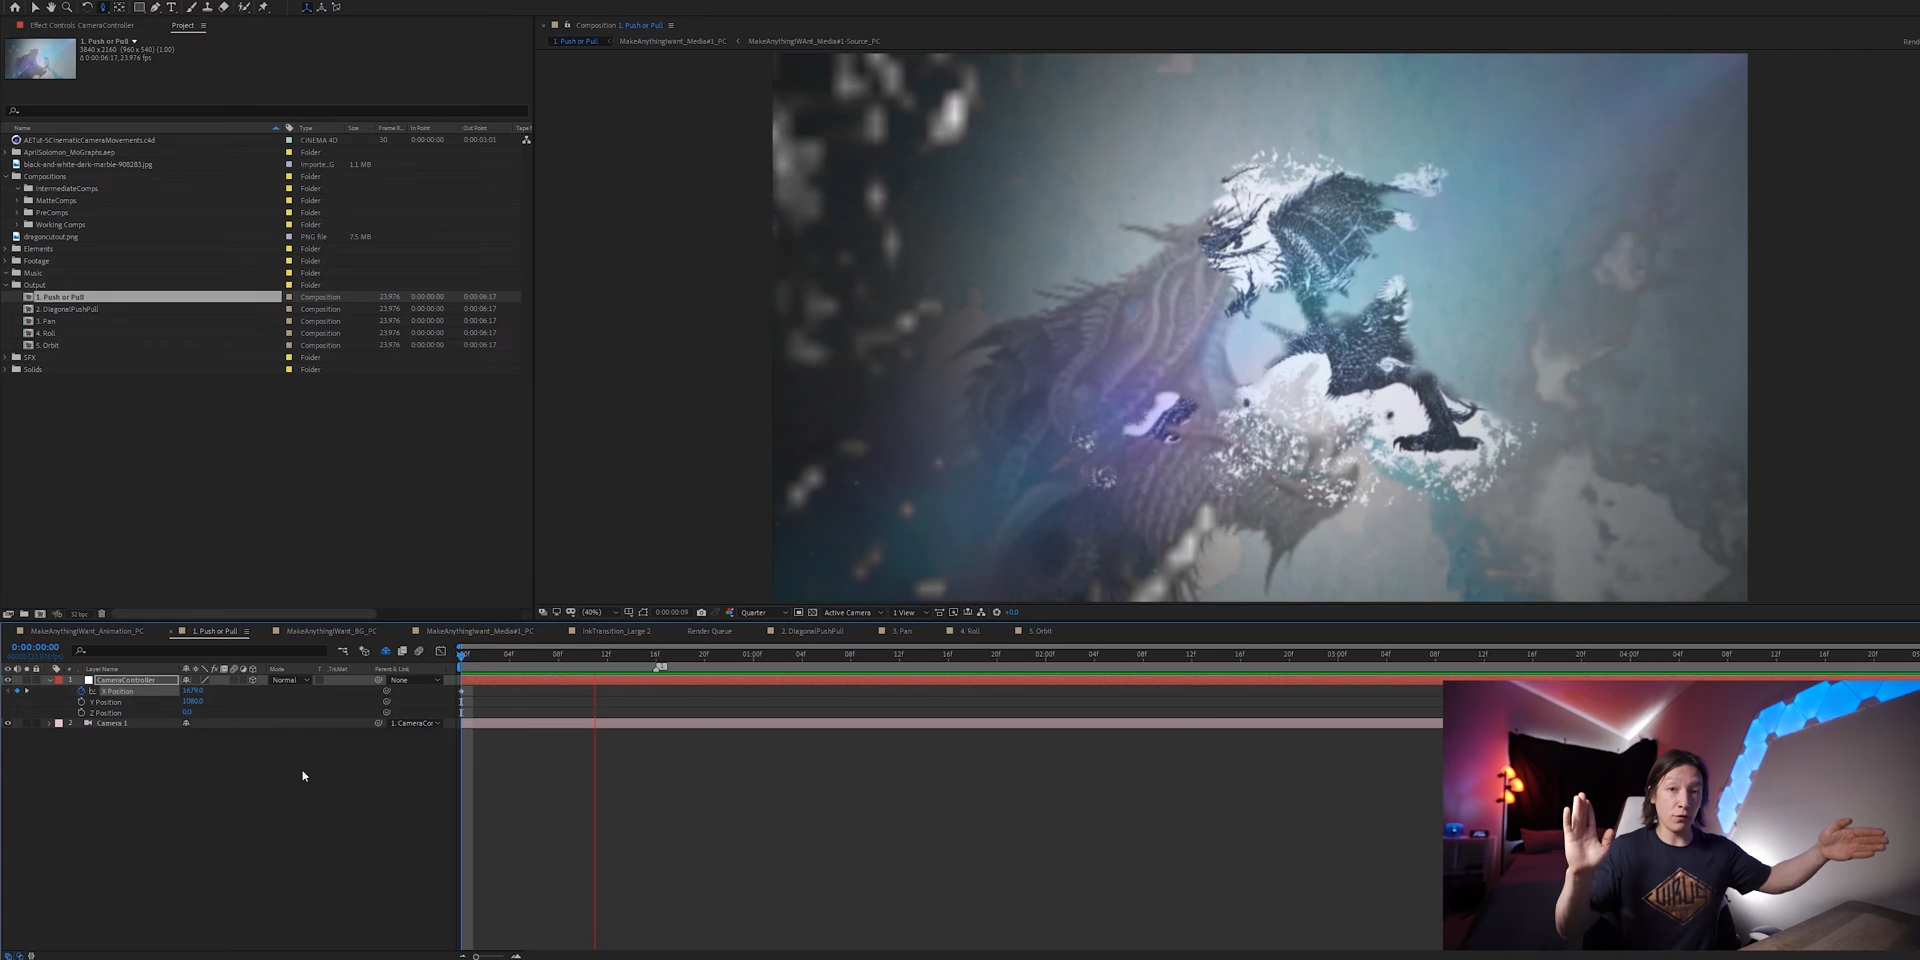 Effect Controls CameraController
Project
1. Push or Pull
3840 x 2160 (960 x 540) (1.00)
Δ 0:00:06:17, 23.976 fps
Name Type Size Frame R... In Point Out Point Tape N
AETut-5CinematicCameraMovements.c4d CINEMA 4D 30 0:00:00:00 0:00:03:01
AprilSolomon_MoGraphs.aep Folder
black-and-white-dark-marble-908283.jpg Importe...G 1.1 MB
Compositions Folder
IntermediateComps Folder
MatteComps Folder
PreComps Folder
Working Comps Folder
dragoncutout.png PNG file 7.5 MB
Elements Folder
Footage Folder
Music Folder
Output Folder
1. Push or Pull Composition 23.976 0:00:00:00 0:00:06:17
2. DiagonalPushPull Composition 23.976 0:00:00:00 0:00:06:17
3. Pan Composition 23.976 0:00:00:00 0:00:06:17
4. Roll Composition 23.976 0:00:00:00 0:00:06:17
5. Orbit Composition 23.976 0:00:00:00 0:00:06:17
SFX Folder
Solids Folder
32 bpc
Composition 1. Push or Pull
1. Push or Pull MakeAnythingIwant_Media#1_PC MakeAnythingIWAnt_Media#1-Source_PC
Rend
(40%) 0:00:00:09 Quarter Active Camera 1 View +0.0
MakeAnythingIWant_Animation_PC 1. Push or Pull MakeAnythingIWant_BG_PC MakeAnythingIwant_Media#1_PC InkTransition_Large 2 Render Queue 2. DiagonalPushPull 3. Pan 4. Roll 5. Orbit
0:00:00:00
00000 (23.976 fps)
:00f 04f 08f 12f 16f 20f 01:00f 04f 08f 12f 16f 20f 02:00f 04f 08f 12f 16f 20f 03:00f 04f 08f 12f 16f 20f 04:00f 04f 08f 12f 16f 20f 05
# Layer Name Mode T .TrkMat Parent & Link
1 CameraController Normal None
X Position 1679.0
Y Position 1080.0
Z Position 0.0
2 Camera 1 1. CameraCor
VIRUS